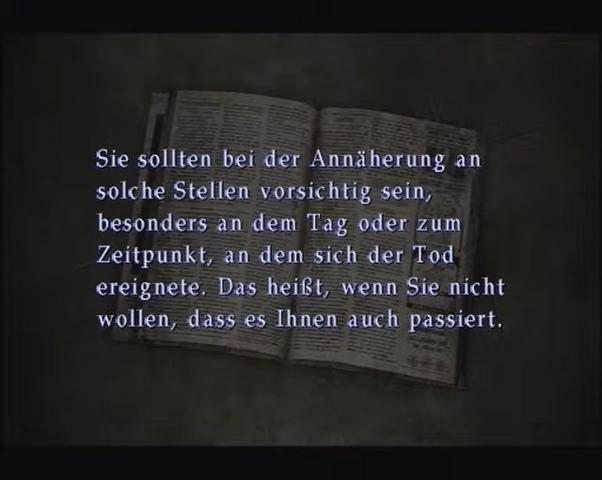 Sie sollten bei der Annäherung an
solche Stellen vorsichtig sein,
besonders an dem Tag oder zum
Zeitpunkt, an dem sich der Tod
ereignete. Das heißt, wenn Sie nicht
wollen, dass es Ihnen auch passiert.